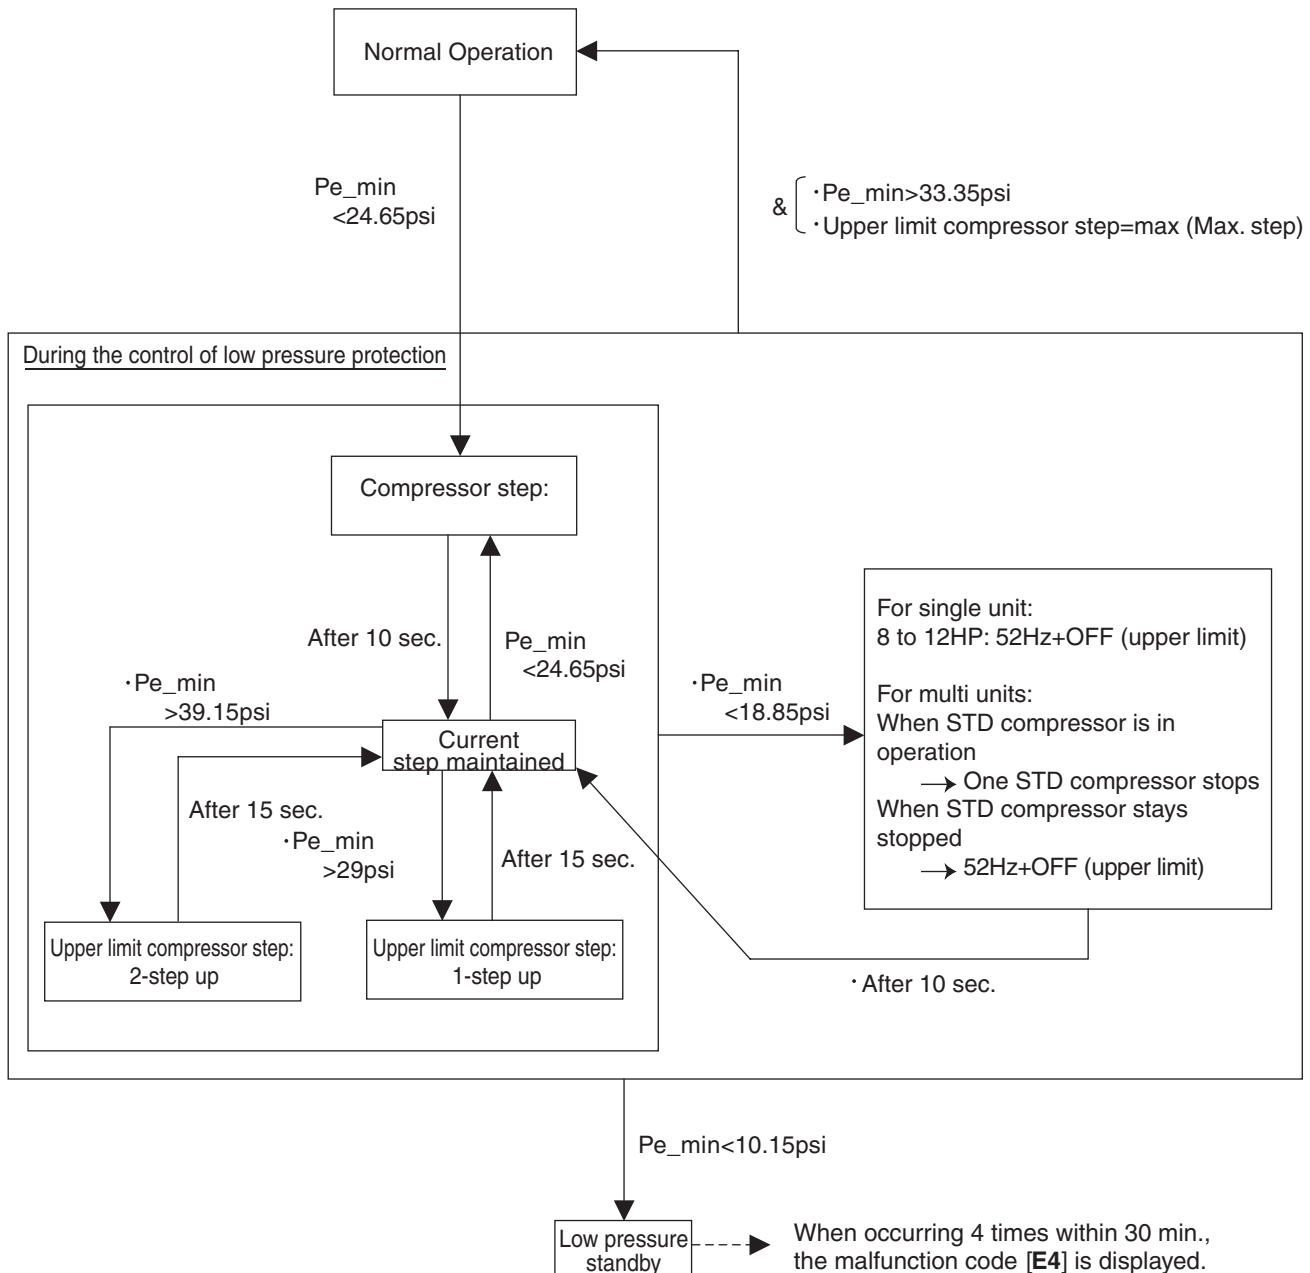 Normal Operation
Pe_min
<24.65psi
& ·Pe_min>33.35psi
·Upper limit compressor step=max (Max. step)
During the control of low pressure protection
Compressor step:
After 10 sec.
Pe_min
<24.65psi
·Pe_min
>39.15psi
·Pe_min
<18.85psi
Current
step maintained
After 15 sec.
·Pe_min
>29psi
After 15 sec.
Upper limit compressor step:
2-step up
Upper limit compressor step:
1-step up
For single unit:
8 to 12HP: 52Hz+OFF (upper limit)
For multi units:
When STD compressor is in
operation
→ One STD compressor stops
When STD compressor stays
stopped
→ 52Hz+OFF (upper limit)
·After 10 sec.
Pe_min<10.15psi
Low pressure
standby
When occurring 4 times within 30 min.,
the malfunction code [E4] is displayed.